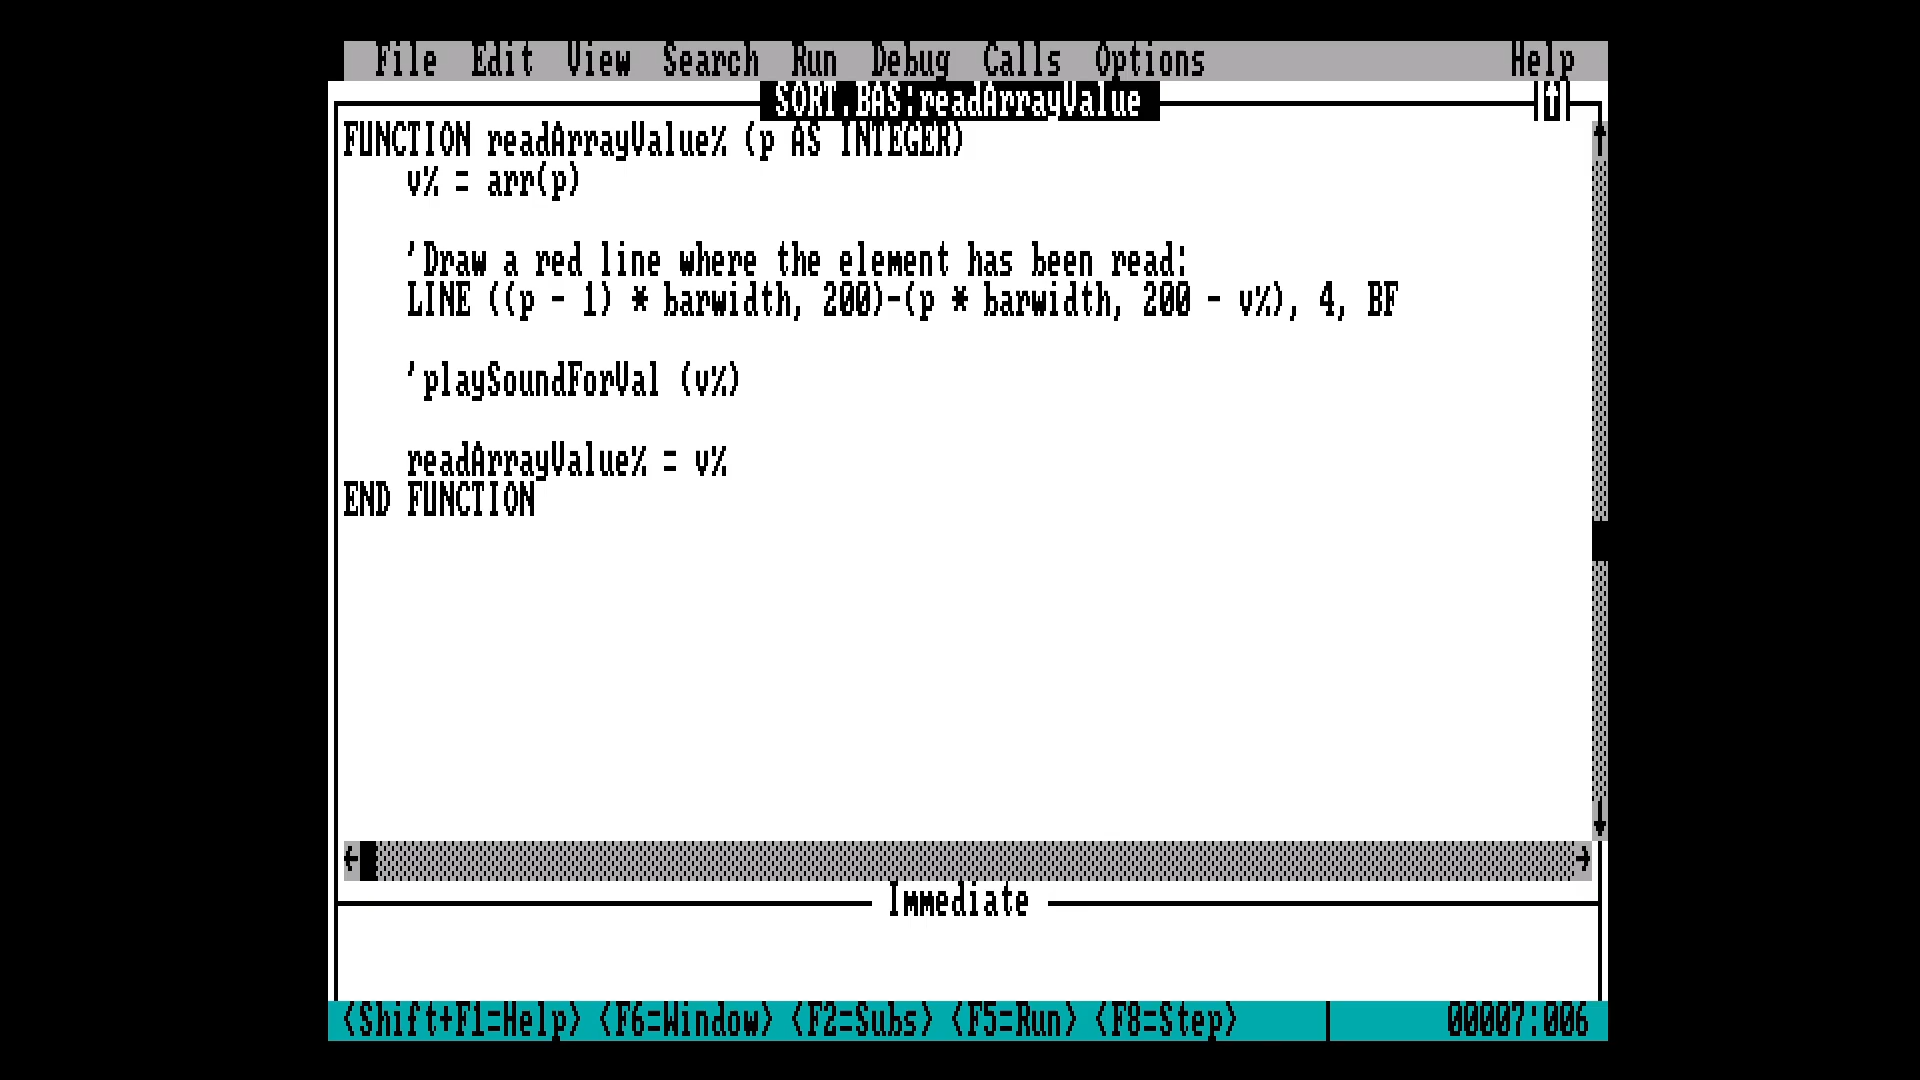 File Edit View Search Run Debug Calls Options Help
SORT.BAS:readArrayValue
FUNCTION readArrayValue% (p AS INTEGER)
    v% = arr(p)
    'Draw a red line where the element has been read:
    LINE ((p - 1) * barwidth, 200)-(p * barwidth, 200 - v%), 4, BF
    'playSoundForVal (v%)
    readArrayValue% = v%
END FUNCTION
Immediate
<Shift+F1=Help> <F6=Window> <F2=Subs> <F5=Run> <F8=Step> 00007:006